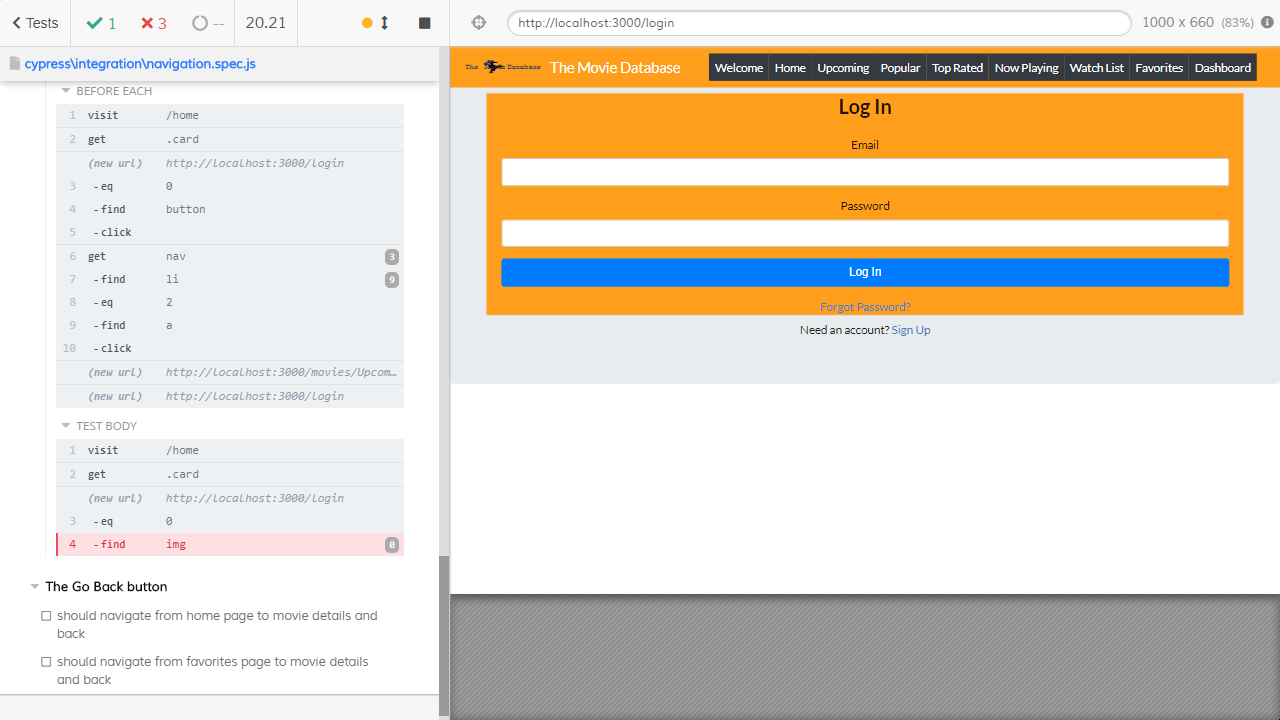 Tests 1 3 -- 20.21
http://localhost:3000/login 1000 x 660 (83%)
cypress\integration\navigation.spec.js
BEFORE EACH
1 visit /home
2 get .card
(new url) http://localhost:3000/login
3 -eq 0
4 -find button
5 -click
6 get nav 3
7 -find li 9
8 -eq 2
9 -find a
10 -click
(new url) http://localhost:3000/movies/Upcom…
(new url) http://localhost:3000/login
TEST BODY
1 visit /home
2 get .card
(new url) http://localhost:3000/login
3 -eq 0
4 -find img 0
The Go Back button
should navigate from home page to movie details and
back
should navigate from favorites page to movie details
and back
The Movie Database
Welcome Home Upcoming Popular Top Rated Now Playing Watch List Favorites Dashboard
Log In
Email
Password
Log In
Forgot Password?
Need an account? Sign Up